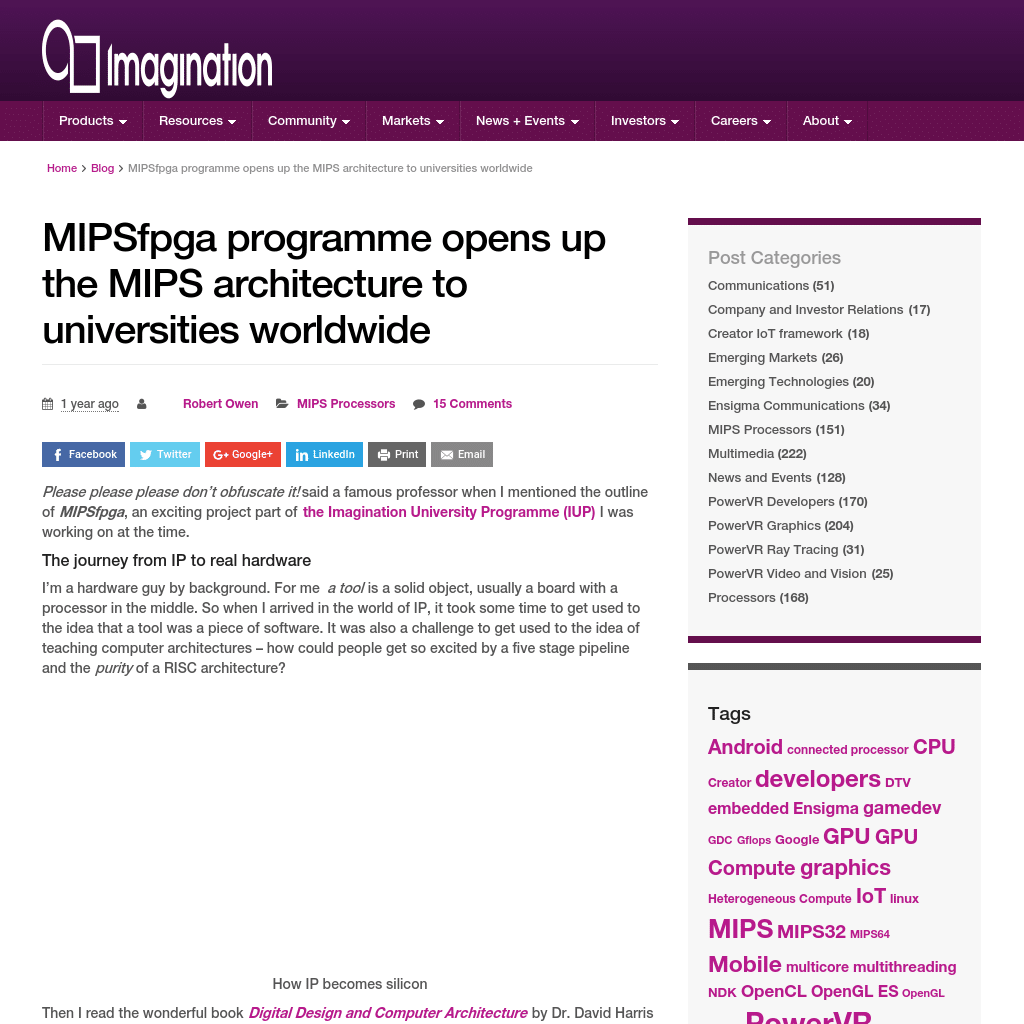 Imagination
Products Resources Community Markets News + Events Investors Careers About
Home > Blog > MIPSfpga programme opens up the MIPS architecture to universities worldwide
MIPSfpga programme opens up
the MIPS architecture to
universities worldwide
1 year ago Robert Owen MIPS Processors 15 Comments
Facebook Twitter Google+ LinkedIn Print Email
Please please please don’t obfuscate it! said a famous professor when I mentioned the outline
of MIPSfpga, an exciting project part of the Imagination University Programme (IUP) I was
working on at the time.
The journey from IP to real hardware
I’m a hardware guy by background. For me a tool is a solid object, usually a board with a
processor in the middle. So when I arrived in the world of IP, it took some time to get used to
the idea that a tool was a piece of software. It was also a challenge to get used to the idea of
teaching computer architectures – how could people get so excited by a five stage pipeline
and the purity of a RISC architecture?
How IP becomes silicon
Then I read the wonderful book Digital Design and Computer Architecture by Dr. David Harris
Post Categories
Communications (51)
Company and Investor Relations (17)
Creator IoT framework (18)
Emerging Markets (26)
Emerging Technologies (20)
Ensigma Communications (34)
MIPS Processors (151)
Multimedia (222)
News and Events (128)
PowerVR Developers (170)
PowerVR Graphics (204)
PowerVR Ray Tracing (31)
PowerVR Video and Vision (25)
Processors (168)
Tags
Android connected processor CPU
Creator developers DTV
embedded Ensigma gamedev
GDC Gflops Google GPU GPU
Compute graphics
Heterogeneous Compute IoT linux
MIPS MIPS32 MIPS64
Mobile multicore multithreading
NDK OpenCL OpenGL ES OpenGL
PowerVR